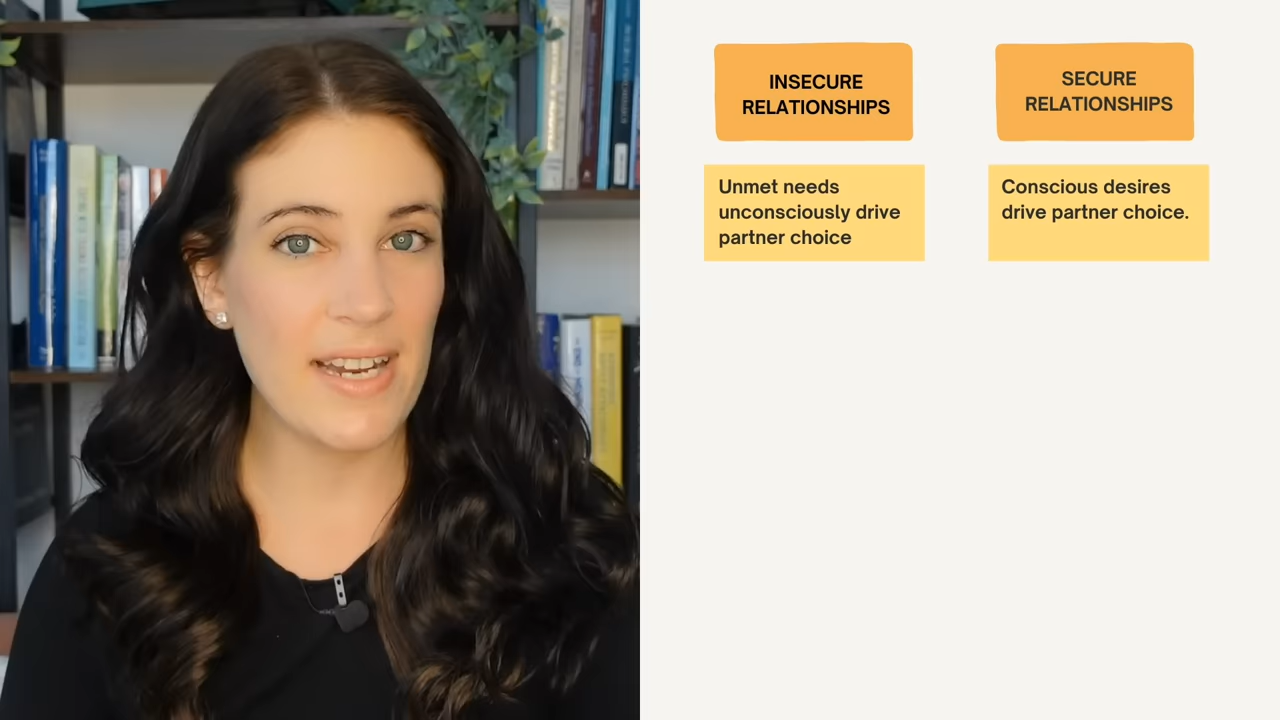 INSECURE
RELATIONSHIPS
SECURE
RELATIONSHIPS
Unmet needs
unconsciously drive
partner choice
Conscious desires
drive partner choice.